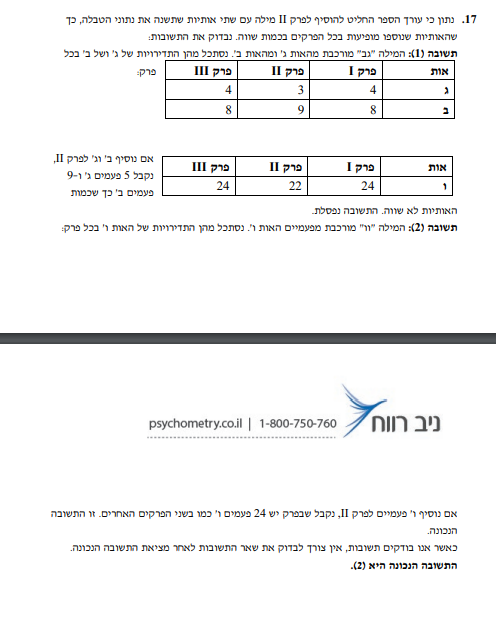 17. נתון כי עורך הספר החליט להוסיף לפרק II מילה עם שתי אותיות שתשנה את נתוני הטבלה, כך
שהאותיות שנוספו מופיעות בכל הפרקים בכמות שווה. נבדוק את התשובות:
תשובה (1): המילה "גב" מורכבת מהאות ג' ומהאות ב'. נסתכל מהן התדירויות של ג' ושל ב' בכל
פרק:
אות פרק I פרק II פרק III
ג 4 3 4
ב 8 9 8
אם נוסיף ב' וג' לפרק II,
נקבל 5 פעמים ג' ו-9
פעמים ב' כך שכמות
אות פרק I פרק II פרק III
ו 24 22 24
האותיות לא שווה. התשובה נפסלת.
תשובה (2): המילה "וו" מורכבת מפעמיים האות ו'. נסתכל מהן התדירויות של האות ו' בכל פרק:
ניב רווח
psychometry.co.il | 1-800-750-760
אם נוסיף ו' פעמיים לפרק II, נקבל שבפרק יש 24 פעמים ו' כמו בשני הפרקים האחרים. זו התשובה
הנכונה.
כאשר אנו בודקים תשובות, אין צורך לבדוק את שאר התשובות לאחר מציאת התשובה הנכונה.
התשובה הנכונה היא (2).